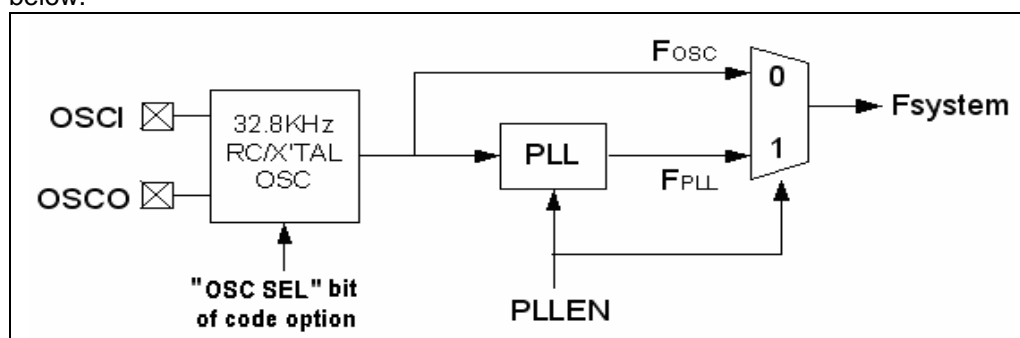 below.
FOSC
0
OSCI
32.8KHz
RC/X'TAL
OSC
Fsystem
PLL
1
OSCO
FPLL
"OSC SEL" bit
of code option
PLLEN